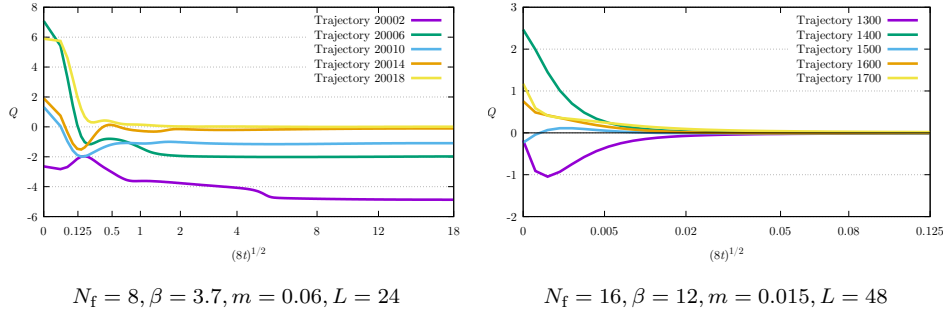 8
6
4
2
0
-2
-4
-6
Q
Trajectory 20002
Trajectory 20006
Trajectory 20010
Trajectory 20014
Trajectory 20018
0 0.125 0.5 1 2 4 8 12 18
(8t)^{1/2}
N_f = 8, β = 3.7, m = 0.06, L = 24
3
2
1
0
-1
-2
Q
Trajectory 1300
Trajectory 1400
Trajectory 1500
Trajectory 1600
Trajectory 1700
0 0.005 0.02 0.05 0.08 0.125
(8t)^{1/2}
N_f = 16, β = 12, m = 0.015, L = 48